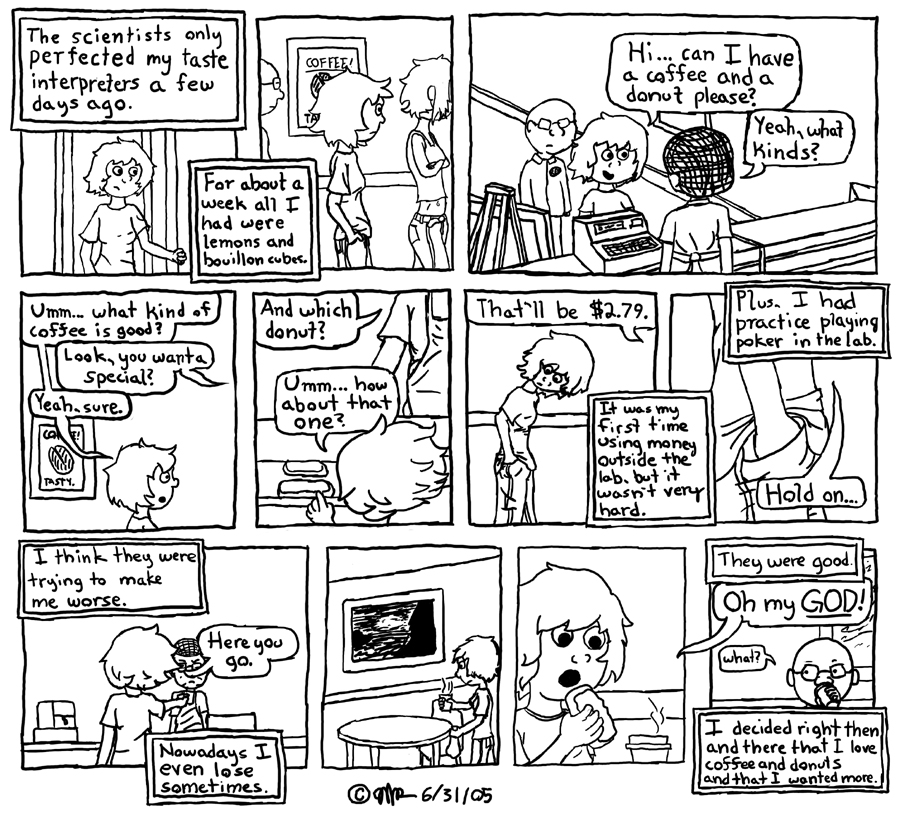 The scientists only
perfected my taste
interpreters a few
days ago.
COFFEE!
TA
For about a
week all I
had were
lemons and
bouillon cubes.
Hi... can I have
a coffee and a
donut please?
Yeah, what
kinds?
Umm... what kind of
coffee is good?
Look, you want a
special?
Yeah, sure.
CO E!
TASTY.
And which
donut?
Umm... how
about that
one?
That'll be $2.79.
It was my
first time
using money
outside the
lab, but it
wasn't very
hard.
Plus, I had
practice playing
poker in the lab.
Hold on...
I think they were
trying to make
me worse.
Here you
go.
Nowadays I
even lose
sometimes.
They were good.
Oh my GOD!
what?
I decided right then
and there that I love
coffee and donuts
and that I wanted more.
© 6/31/05